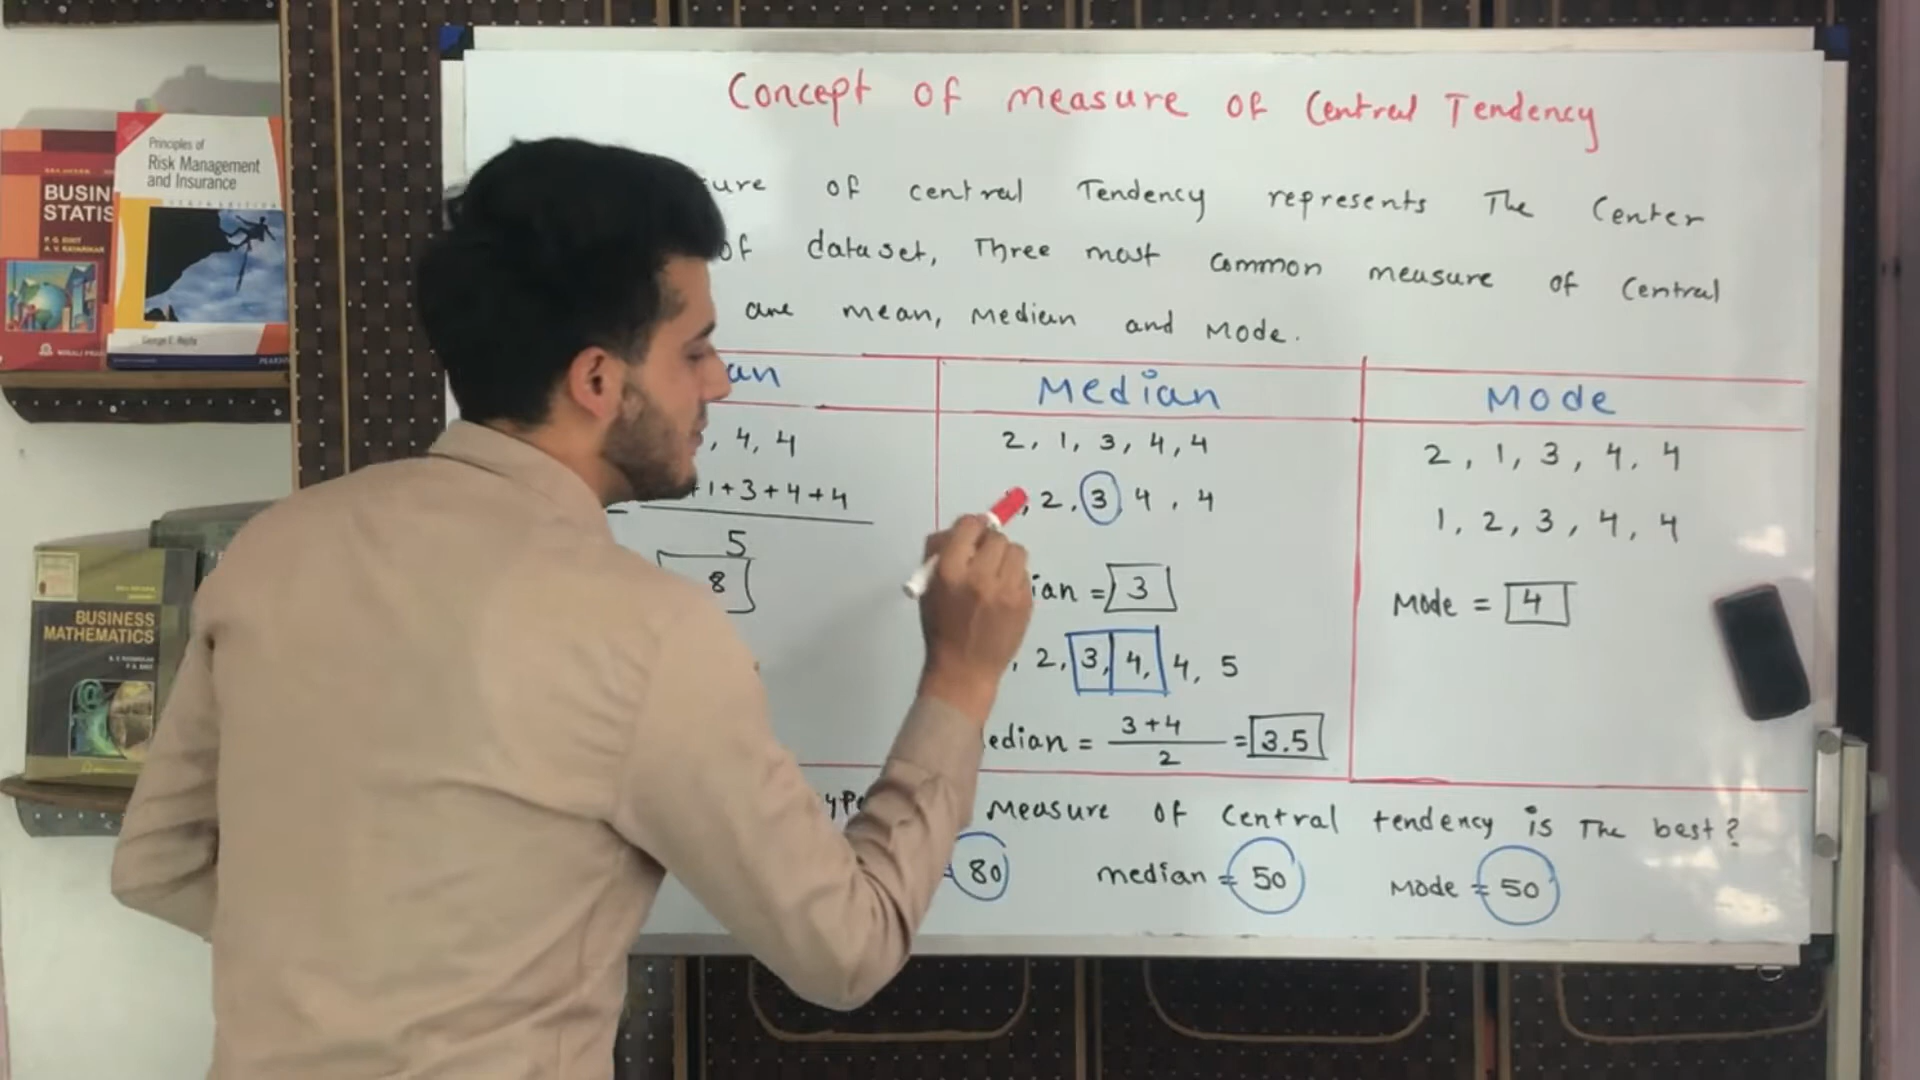 Concept of measure of Central Tendency
of central Tendency represents The Center
of dataset, Three most common measure of Central
are mean, Median and Mode.
Median
Mode
, 4, 4
+1+3+4+4
5
8
2, 1, 3, 4, 4
, 2, 3 4, 4
ian = 3
, 2, 3, 4, 4, 5
edian = 3+4
2
= 3.5
2, 1, 3, 4, 4
1, 2, 3, 4, 4
Mode = 4
Measure of Central tendency is The best?
80 median = 50 Mode = 50
Principles of
Risk Management
and Insurance
George E. Rejda
BUSIN
STATIS
BUSINESS
MATHEMATICS